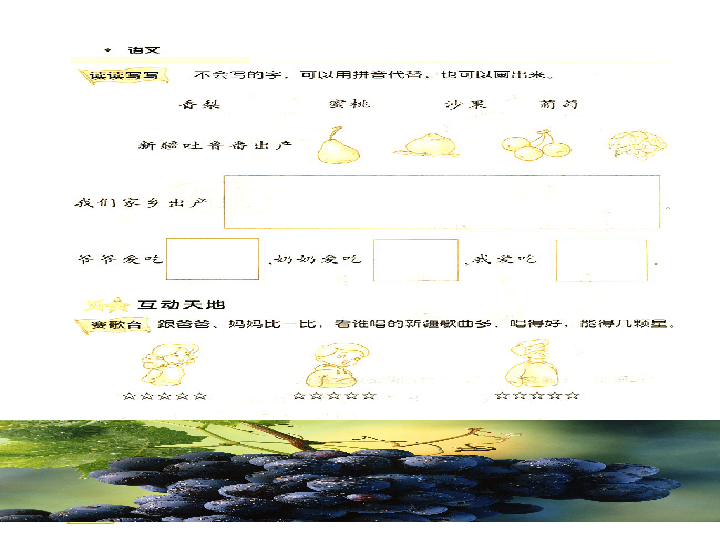 • 语文
读读写写 不会写的字，可以用拼音代替，也可以画出来。
香梨 蜜桃 沙果 葡萄
新疆吐鲁番出产
我们家乡出产 。
爷爷爱吃 ，奶奶爱吃 ，我爱吃 。
互动天地
赛歌台 跟爸爸、妈妈比一比，看谁唱的新疆歌曲多、唱得好，能得几颗星。
☆☆☆☆☆ ☆☆☆☆☆ ☆☆☆☆☆